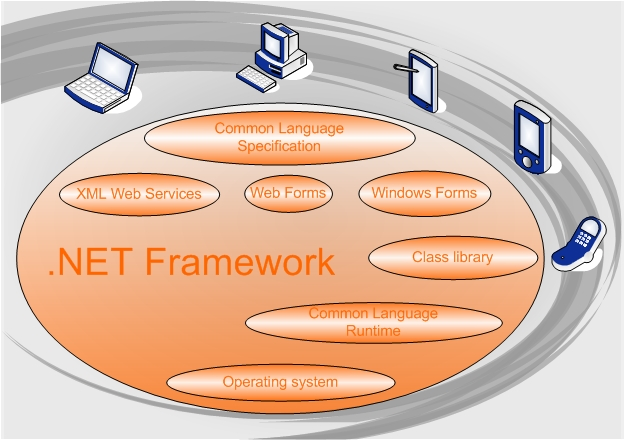 Common Language
Specification
XML Web Services
Web Forms
Windows Forms
.NET Framework
Class library
Common Language
Runtime
Operating system